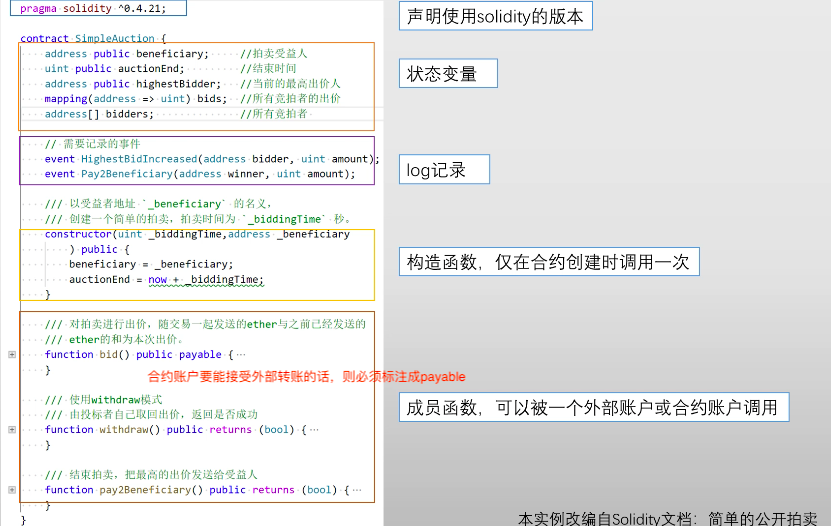 pragma solidity ^0.4.21;
声明使用solidity的版本
contract SimpleAuction {
address public beneficiary; //拍卖受益人
uint public auctionEnd; //结束时间
address public highestBidder; //当前的最高出价人
mapping(address => uint) bids; //所有竞拍者的出价
address[] bidders; //所有竞拍者
状态变量
// 需要记录的事件
event HighestBidIncreased(address bidder, uint amount);
event Pay2Beneficiary(address winner, uint amount);
log记录
/// 以受益者地址 `_beneficiary` 的名义，
/// 创建一个简单的拍卖，拍卖时间为 `_biddingTime` 秒。
constructor(uint _biddingTime,address _beneficiary
) public {
beneficiary = _beneficiary;
auctionEnd = now + _biddingTime;
}
构造函数，仅在合约创建时调用一次
/// 对拍卖进行出价，随交易一起发送的ether与之前已经发送的
/// ether的和为本次出价。
function bid() public payable {…
}
合约账户要能接受外部转账的话，则必须标注成payable
/// 使用withdraw模式
/// 由投标者自己取回出价，返回是否成功
function withdraw() public returns (bool) {…
}
成员函数，可以被一个外部账户或合约账户调用
/// 结束拍卖，把最高的出价发送给受益人
function pay2Beneficiary() public returns (bool) {…
}
}
本实例改编自Solidity文档：简单的公开拍卖